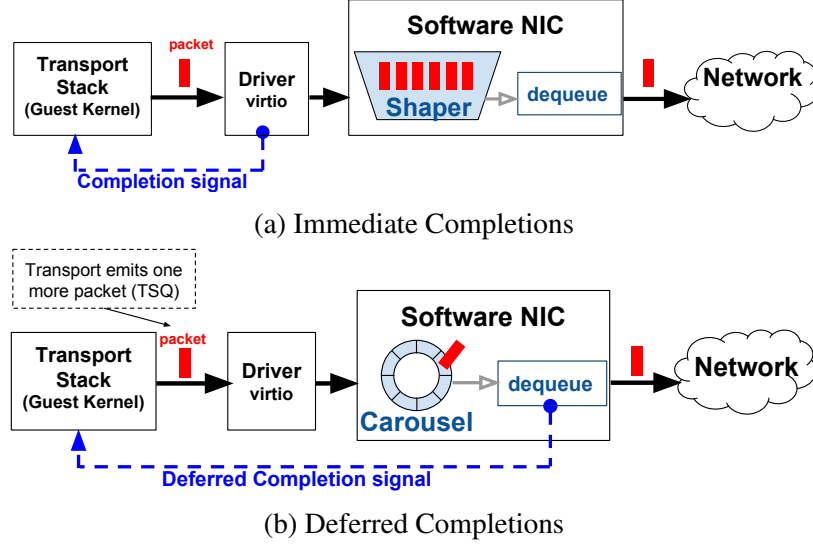 Software NIC
packet
Transport
Stack
(Guest Kernel)
Driver
virtio
Shaper
dequeue
Network
Completion signal
(a) Immediate Completions
Transport emits one
more packet (TSQ)
Software NIC
packet
Transport
Stack
(Guest Kernel)
Driver
virtio
Carousel
dequeue
Network
Deferred Completion signal
(b) Deferred Completions